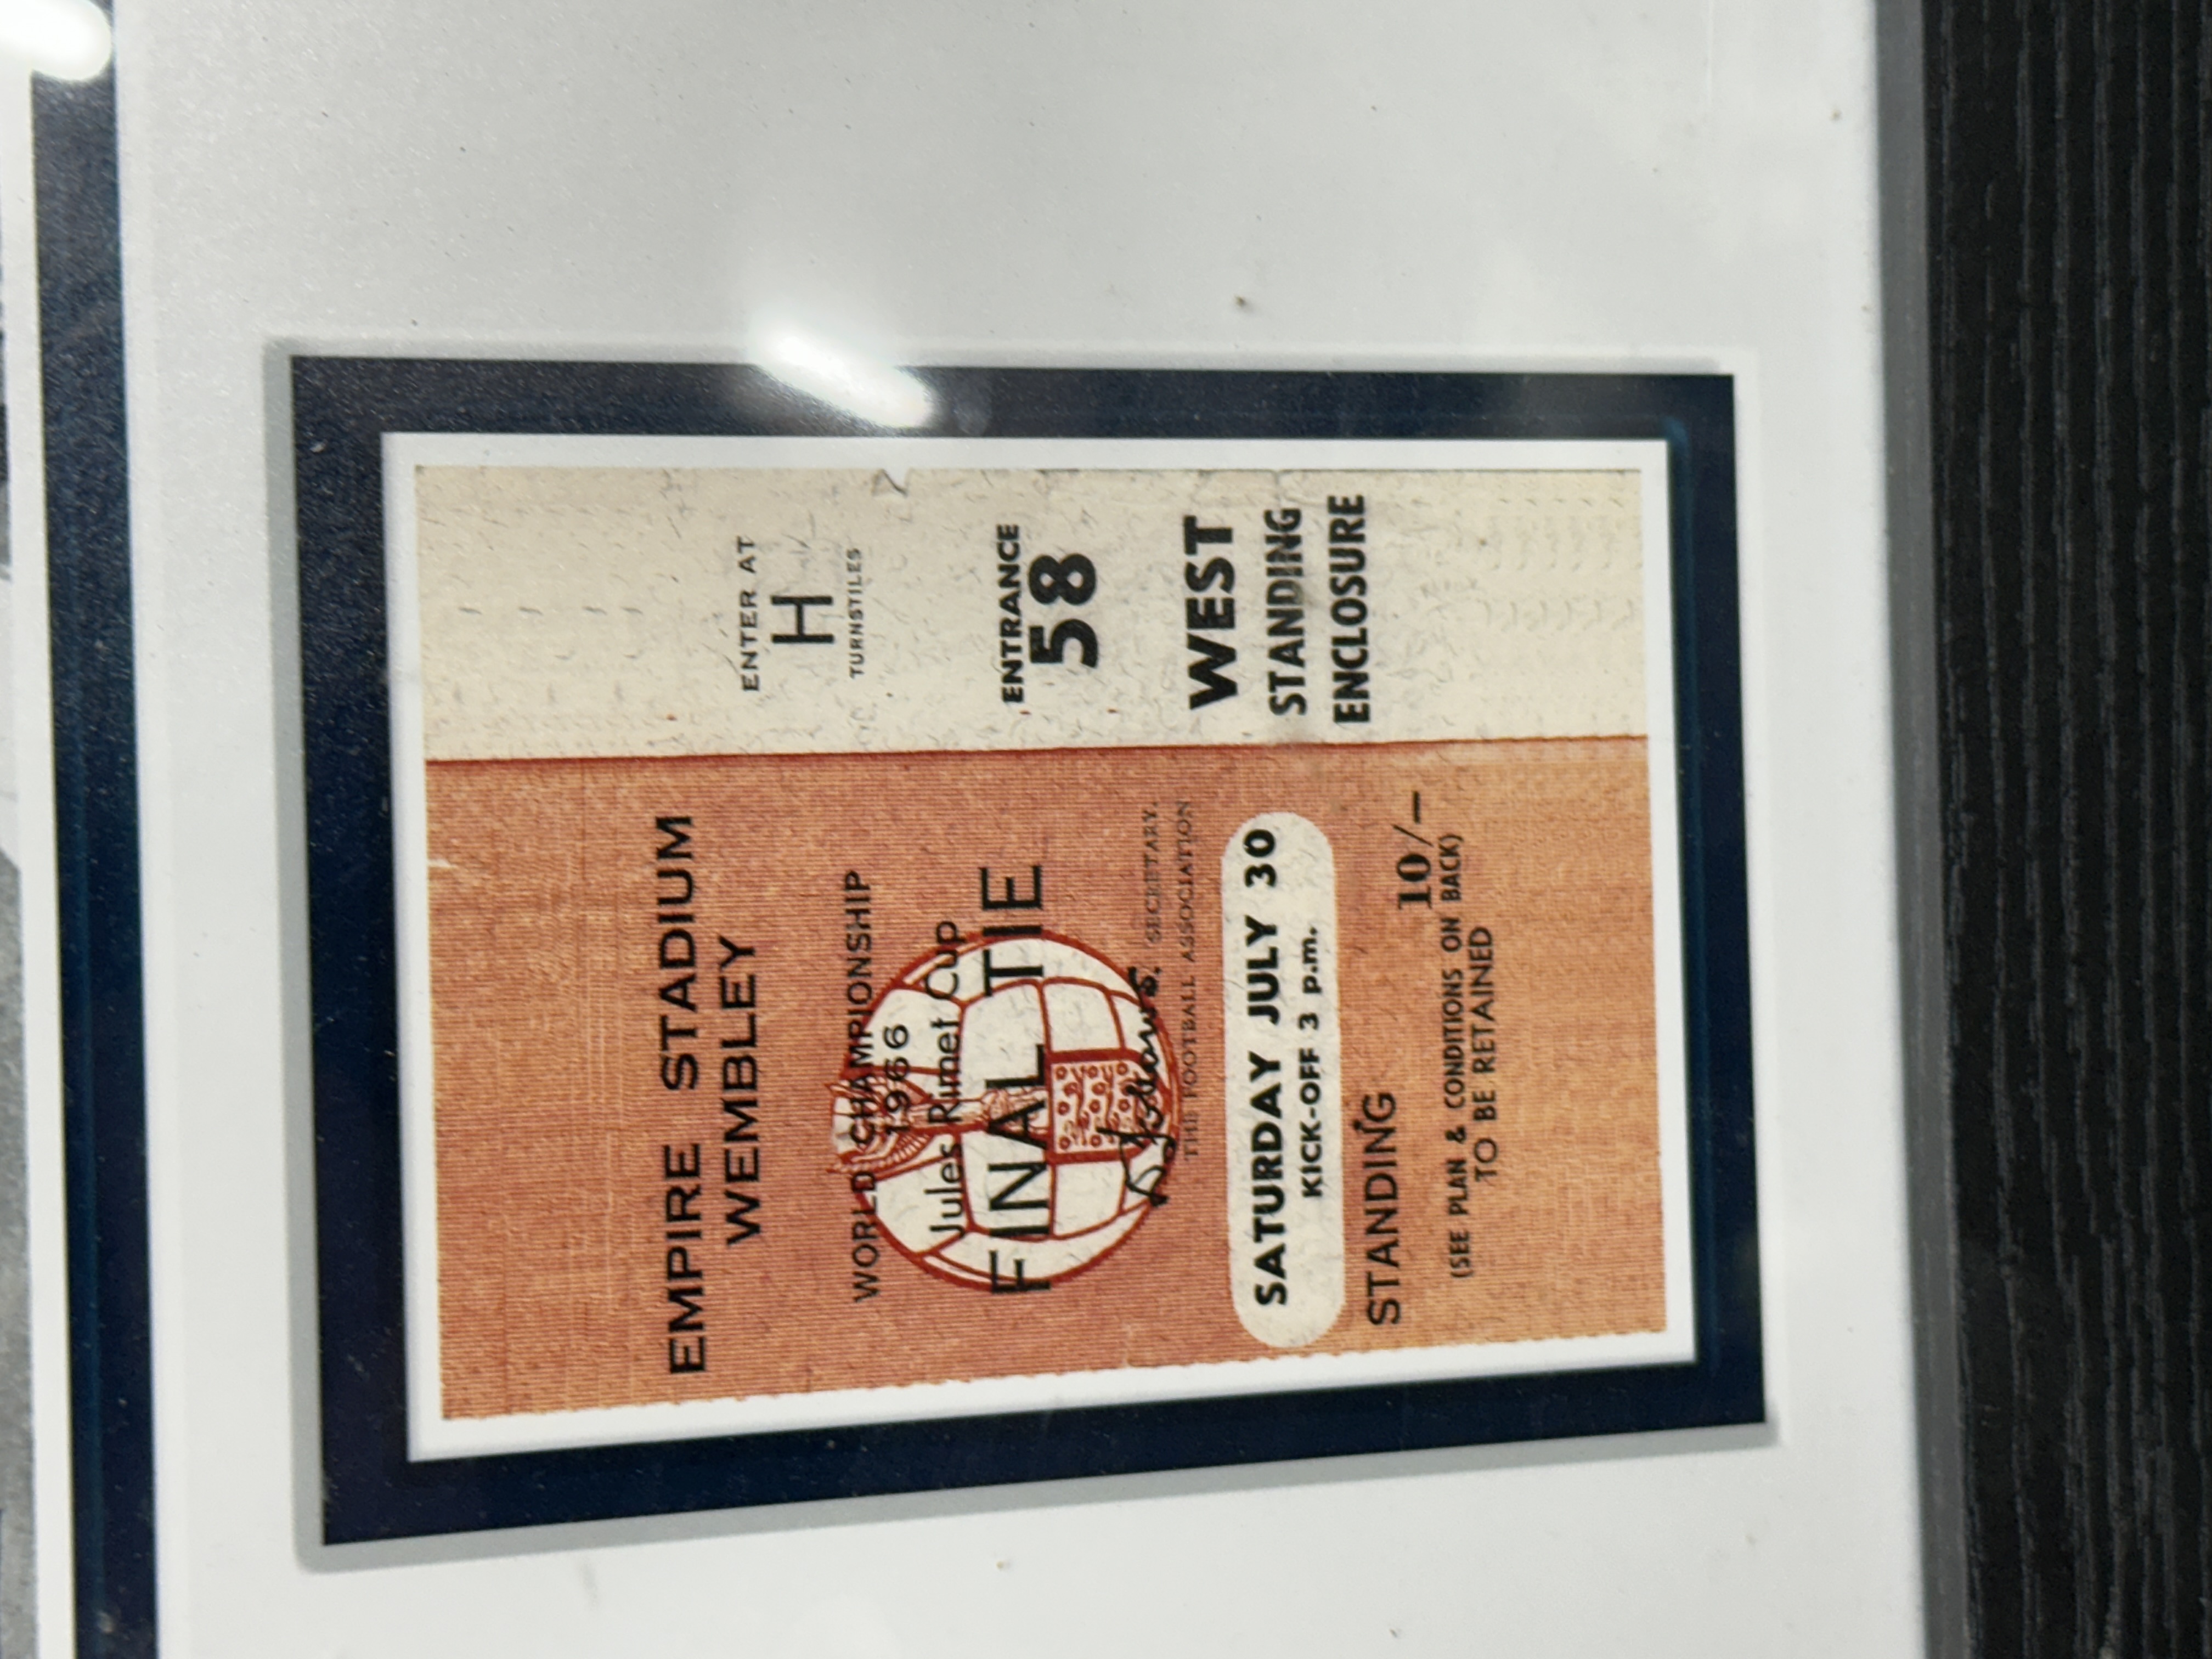 EMPIRE STADIUM
WEMBLEY
WORLD CHAMPIONSHIP
1966
Jules Rimet Cup
FINAL TIE
SECRETARY,
THE FOOTBALL ASSOCIATION
SATURDAY JULY 30
KICK-OFF 3 p.m.
STANDING 10/-
(SEE PLAN & CONDITIONS ON BACK)
TO BE RETAINED
ENTER AT
H
TURNSTILES
ENTRANCE
58
WEST
STANDING
ENCLOSURE